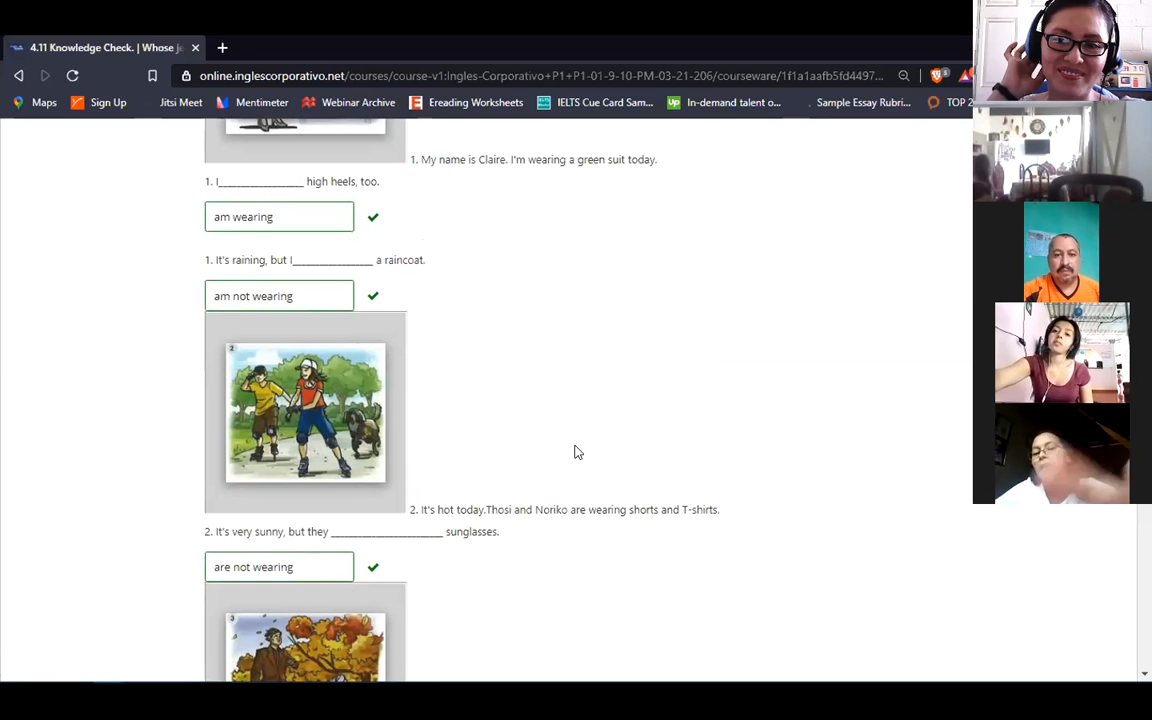 4.11 Knowledge Check. | Whose je
online.inglescorporativo.net/courses/course-v1:Ingles-Corporativo+P1+P1-01-9-10-PM-03-21-206/courseware/1f1a1aafb5fd4497...
Maps Sign Up Jitsi Meet Mentimeter Webinar Archive Ereading Worksheets IELTS Cue Card Sam... In-demand talent o... Sample Essay Rubri... TOP 2
1. My name is Claire. I'm wearing a green suit today.
1. I_________________ high heels, too.
am wearing
1. It's raining, but I________________ a raincoat.
am not wearing
2
2. It's hot today.Thosi and Noriko are wearing shorts and T-shirts.
2. It's very sunny, but they ______________________ sunglasses.
are not wearing
3